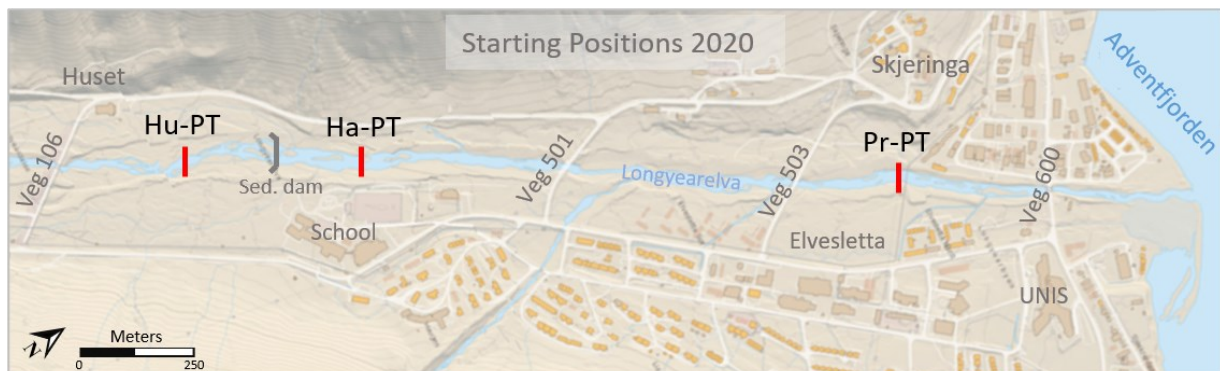 Starting Positions 2020
Huset
Skjeringa
Adventfjorden
Hu-PT
Ha-PT
Pr-PT
Veg 106
Sed. dam
Veg 501
Longyearelva
Veg 503
Veg 600
School
Elvesletta
UNIS
N
Meters
0
250